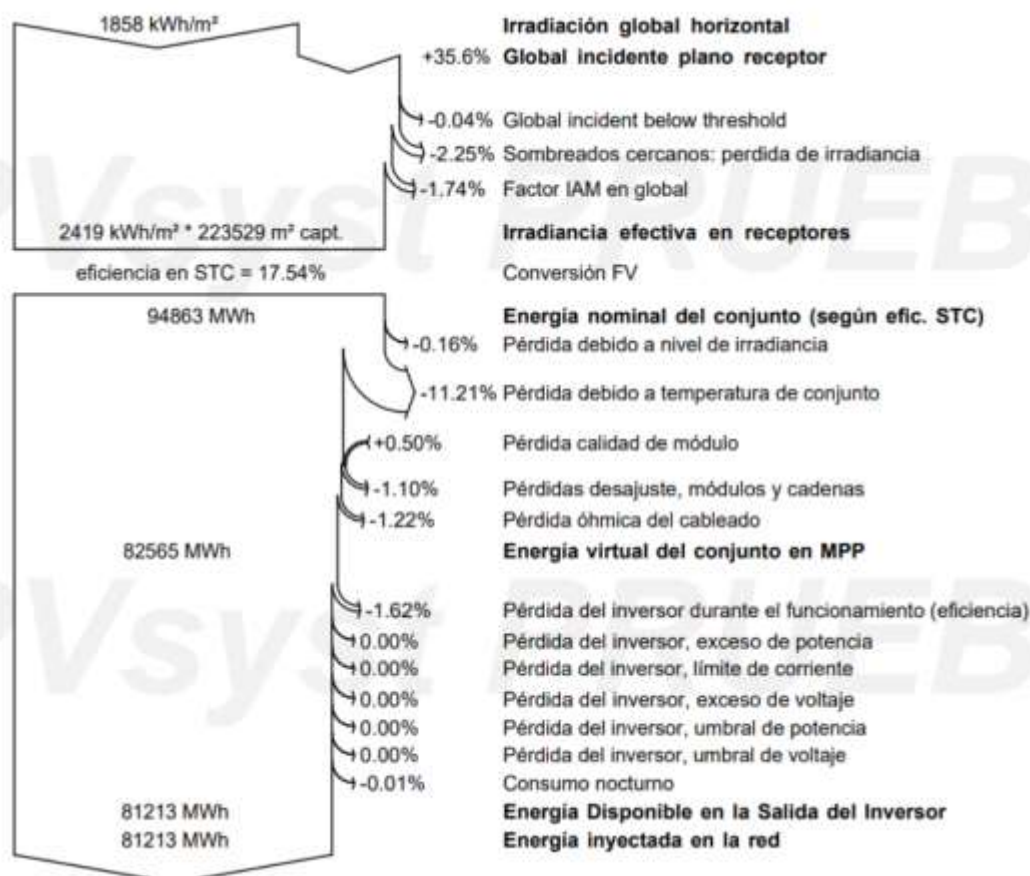 1858 kWh/m² Irradiación global horizontal
+35.6% Global incidente plano receptor
-0.04% Global incident below threshold
-2.25% Sombreados cercanos: perdida de irradiancia
-1.74% Factor IAM en global
2419 kWh/m² * 223529 m² capt. Irradiancia efectiva en receptores
eficiencia en STC = 17.54% Conversión FV
94863 MWh Energía nominal del conjunto (según efic. STC)
-0.16% Pérdida debido a nivel de irradiancia
-11.21% Pérdida debido a temperatura de conjunto
+0.50% Pérdida calidad de módulo
-1.10% Pérdidas desajuste, módulos y cadenas
-1.22% Pérdida óhmica del cableado
82565 MWh Energía virtual del conjunto en MPP
-1.62% Pérdida del inversor durante el funcionamiento (eficiencia)
0.00% Pérdida del inversor, exceso de potencia
0.00% Pérdida del inversor, límite de corriente
0.00% Pérdida del inversor, exceso de voltaje
0.00% Pérdida del inversor, umbral de potencia
0.00% Pérdida del inversor, umbral de voltaje
-0.01% Consumo nocturno
81213 MWh Energía Disponible en la Salida del Inversor
81213 MWh Energía inyectada en la red
PVsyst PRUEB
PVsyst PRUEB